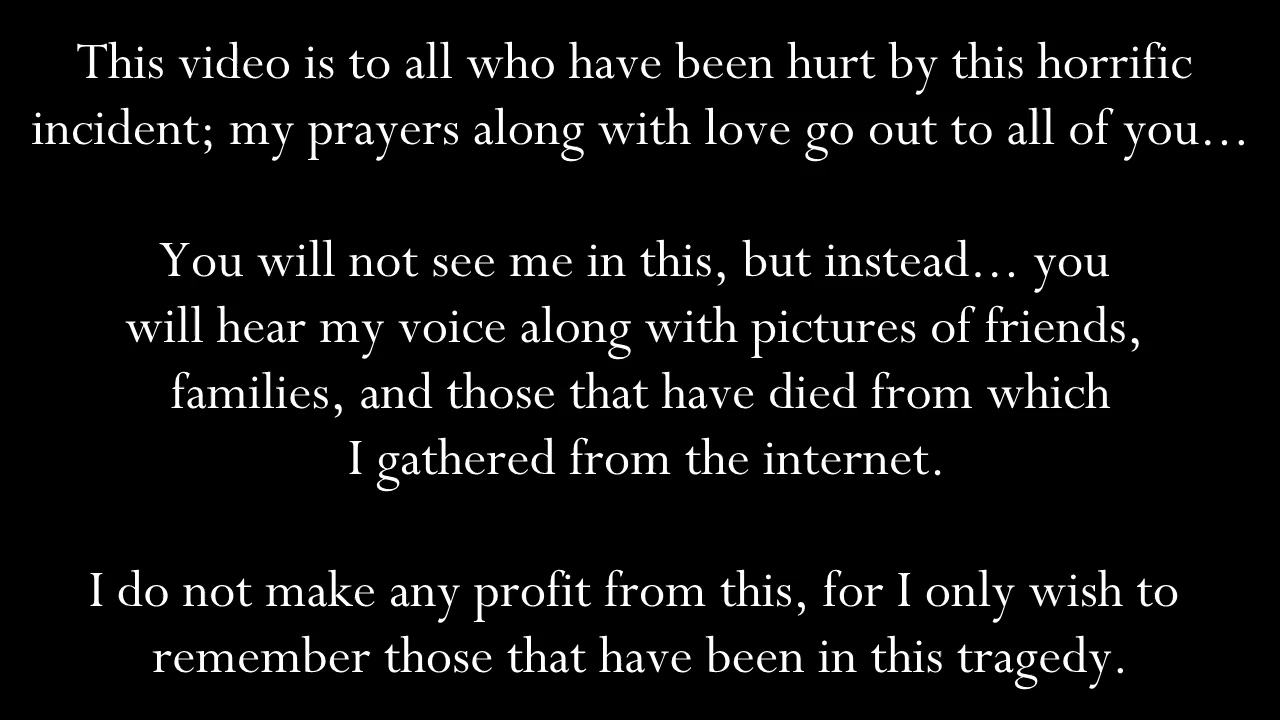 This video is to all who have been hurt by this horrific
incident; my prayers along with love go out to all of you...
You will not see me in this, but instead... you
will hear my voice along with pictures of friends,
families, and those that have died from which
I gathered from the internet.
I do not make any profit from this, for I only wish to
remember those that have been in this tragedy.